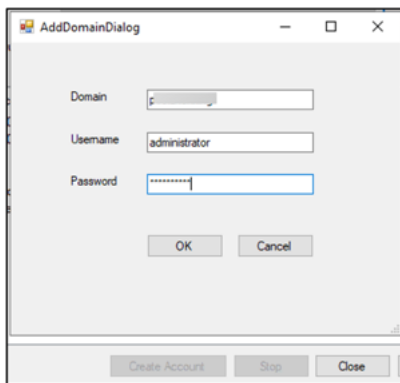 AddDomainDialog
Domain
Username administrator
Password **********
OK Cancel
Create Account Stop Close